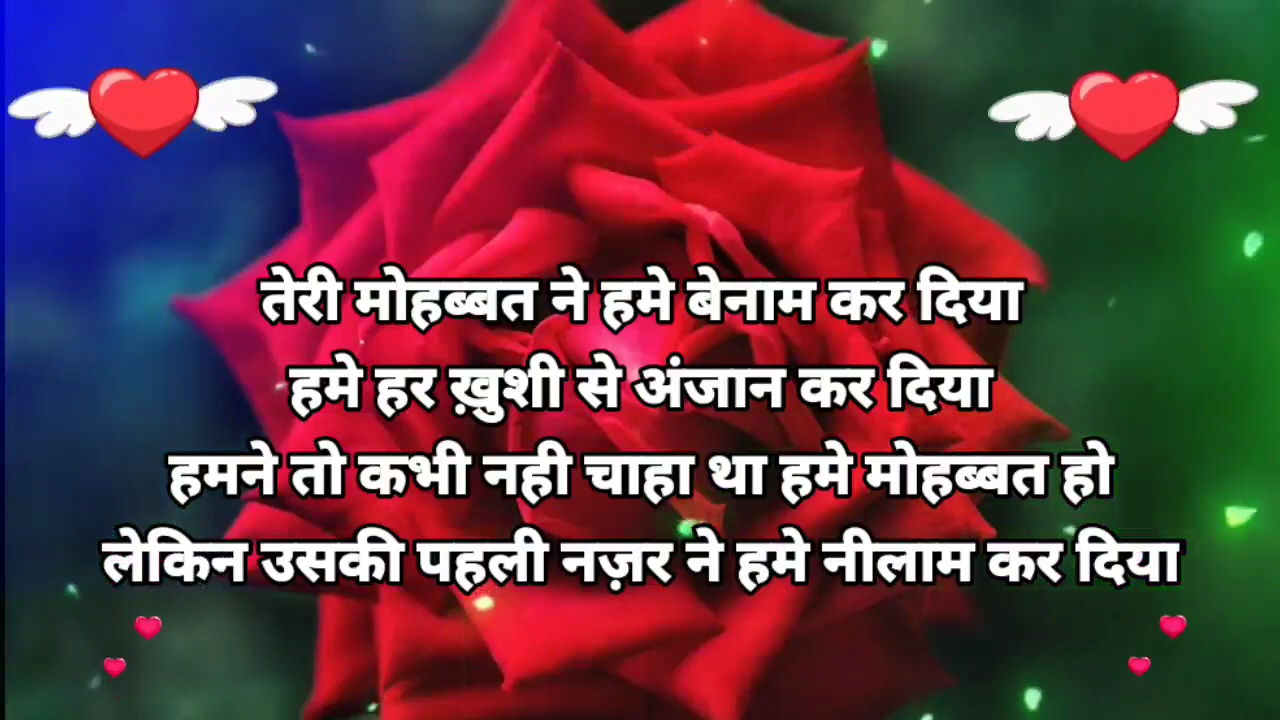 तेरी मोहब्बत ने हमे बेनाम कर दिया
हमे हर ख़ुशी से अंजान कर दिया
हमने तो कभी नही चाहा था हमे मोहब्बत हो
लेकिन उसकी पहली नज़र ने हमे नीलाम कर दिया